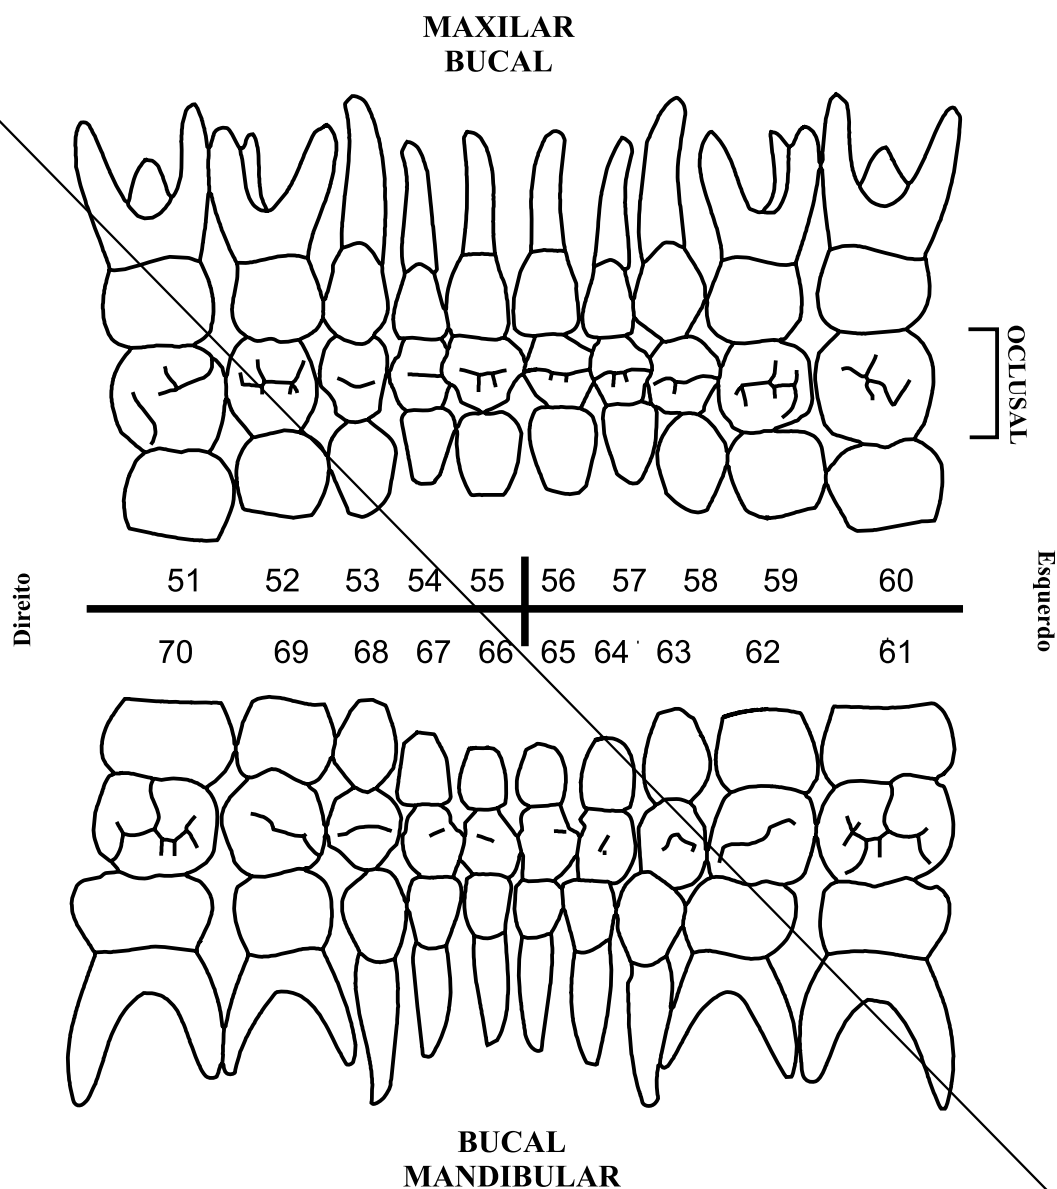 MAXILAR
BUCAL
OCLUSAL
Direito
Esquerdo
51 52 53 54 55 56 57 58 59 60
70 69 68 67 66 65 64 63 62 61
BUCAL
MANDIBULAR